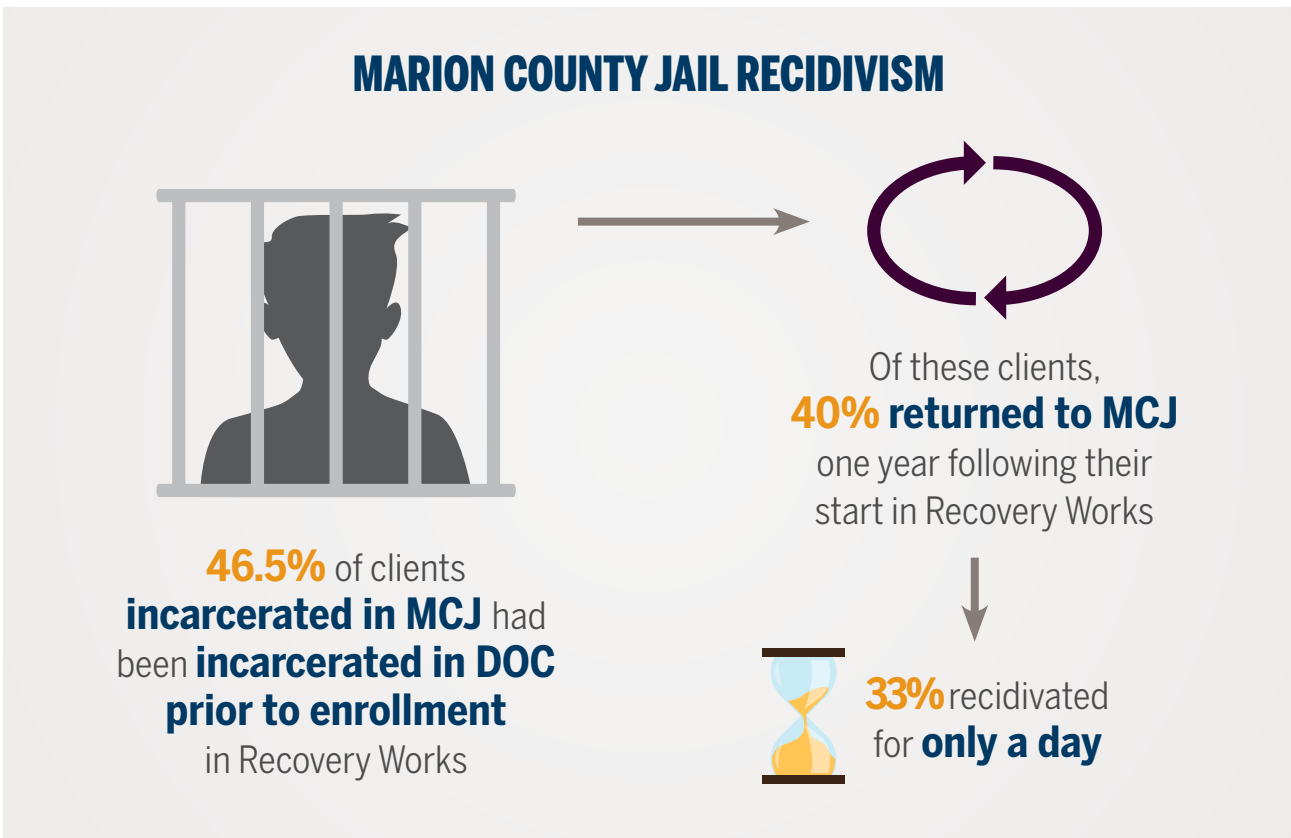 MARION COUNTY JAIL RECIDIVISM
46.5% of clients
incarcerated in MCJ had
been incarcerated in DOC
prior to enrollment
in Recovery Works
Of these clients,
40% returned to MCJ
one year following their
start in Recovery Works
33% recidivated
for only a day